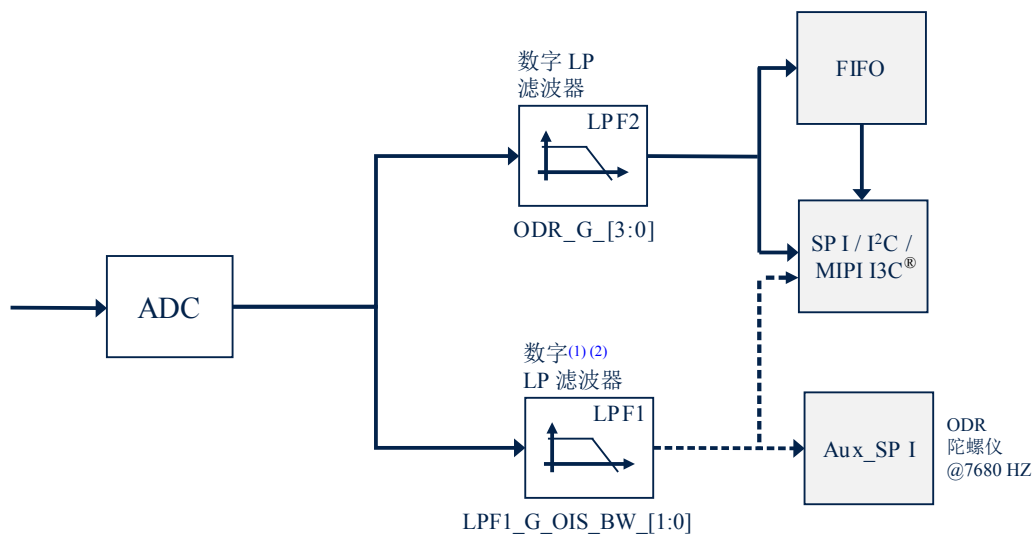 数字 LP
滤波器
LPF2
ODR_G_[3:0]
FIFO
SPI / I²C /
MIPI I3C®
ADC
数字(1) (2)
LP 滤波器
LPF1
LPF1_G_OIS_BW_[1:0]
Aux_SPI
ODR
陀螺仪
@7680 HZ